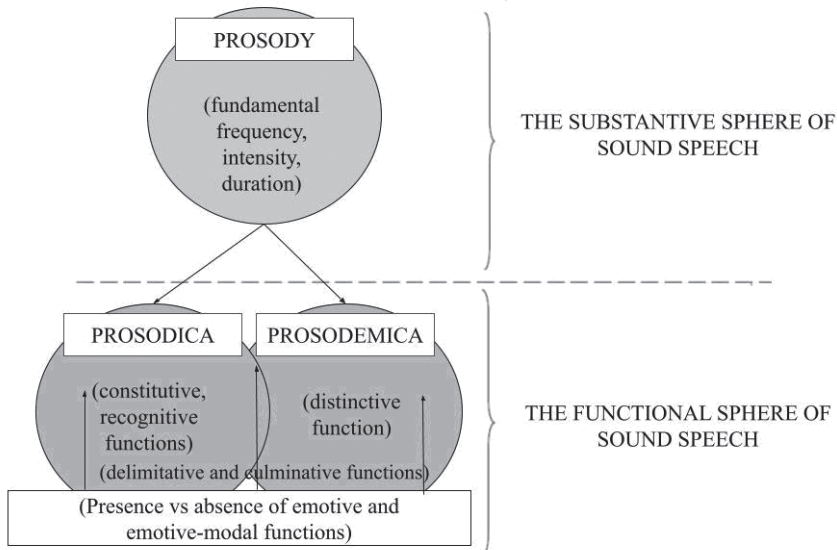 PROSODY
(fundamental
frequency,
intensity,
duration)
THE SUBSTANTIVE SPHERE OF
SOUND SPEECH
PROSODICA
PROSODEMICA
(constitutive,
recognitive
functions)
(distinctive
function)
(delimitative and culminative functions)
THE FUNCTIONAL SPHERE OF
SOUND SPEECH
(Presence vs absence of emotive and
emotive-modal functions)